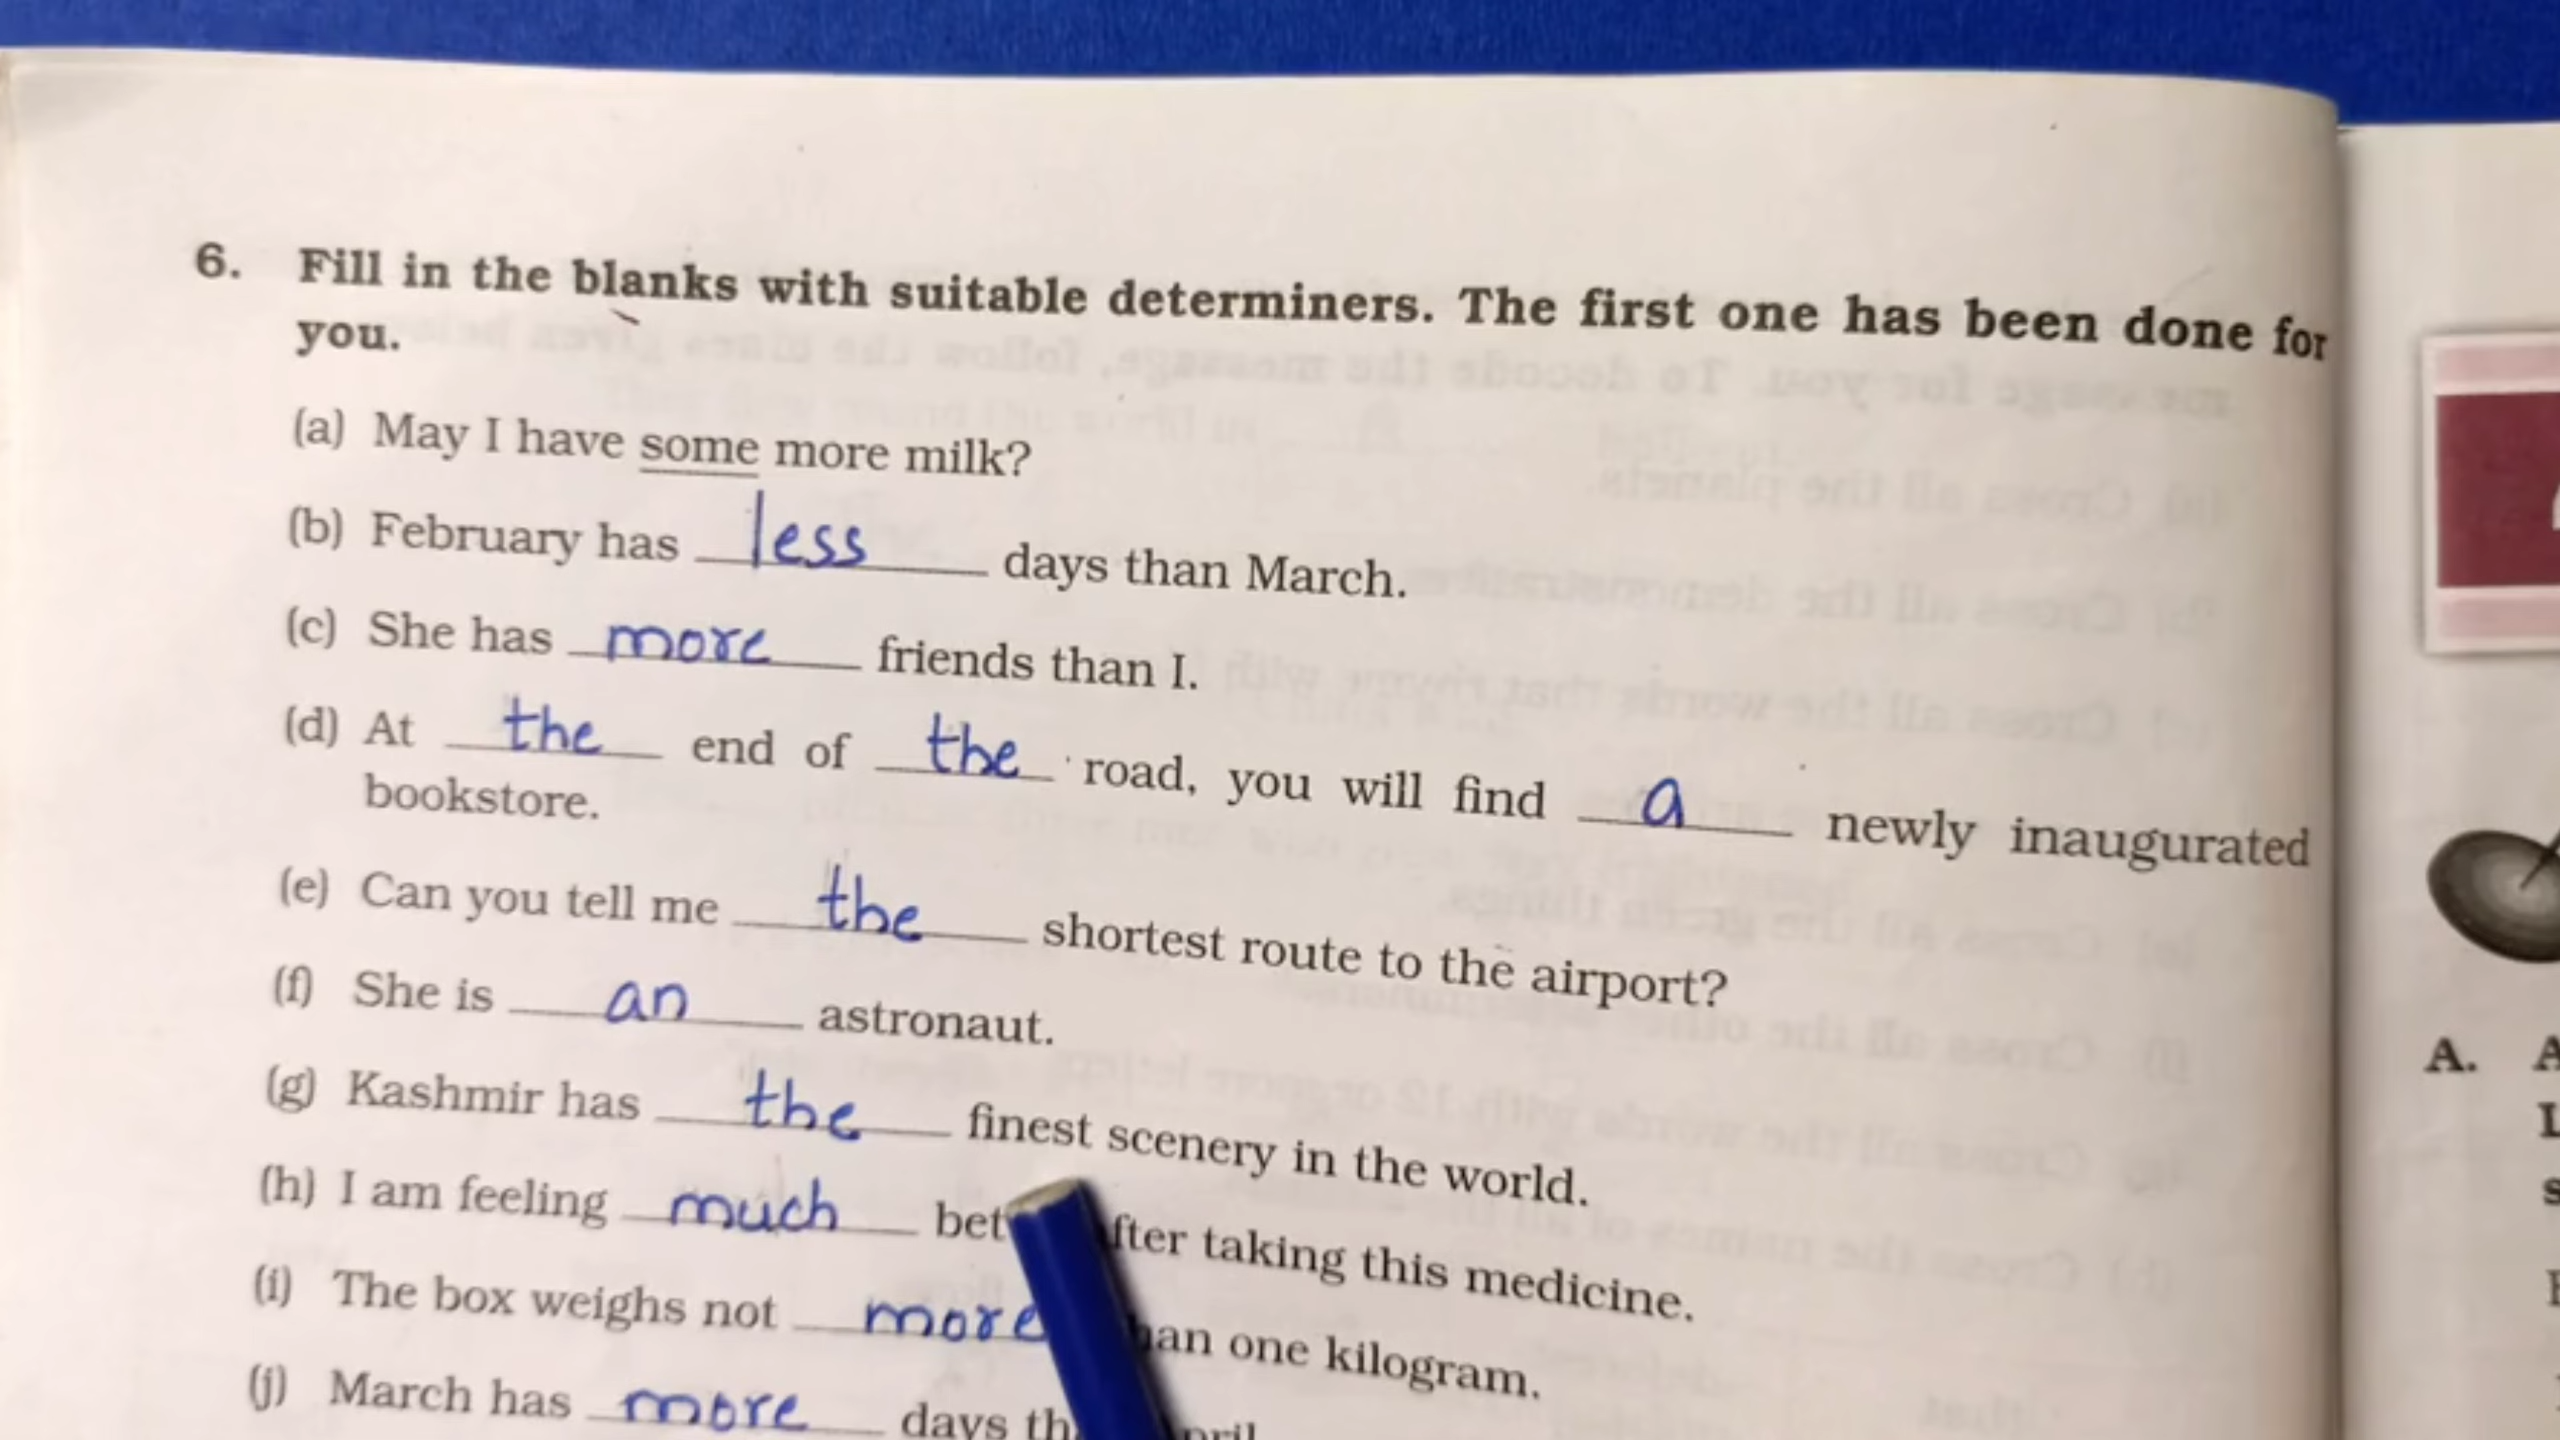 6. Fill in the blanks with suitable determiners. The first one has been done for
you.
(a) May I have some more milk?
(b) February has less days than March.
(c) She has more friends than I.
(d) At the end of the road, you will find a newly inaugurated
bookstore.
(e) Can you tell me the shortest route to the airport?
(f) She is an astronaut.
(g) Kashmir has the finest scenery in the world.
(h) I am feeling much bet fter taking this medicine.
(i) The box weighs not more han one kilogram.
(j) March has more days th pril
A.